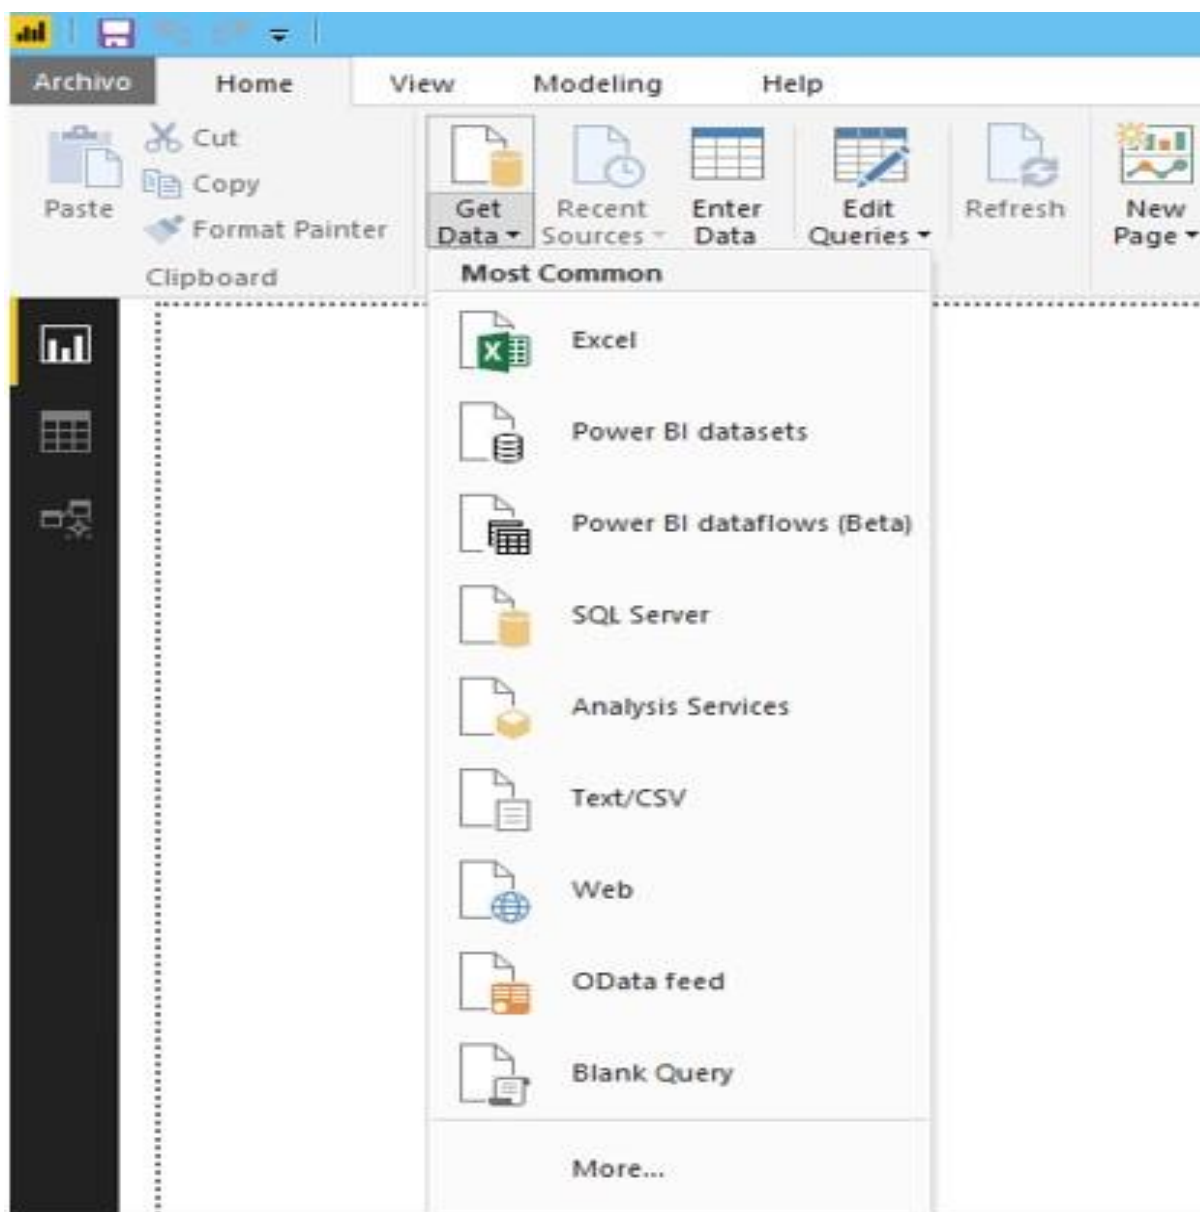 Archivo Home View Modeling Help
Paste
Cut
Copy
Format Painter
Clipboard
Get Data
Recent Sources
Enter Data
Edit Queries
Refresh
New Page
Most Common
Excel
Power BI datasets
Power BI dataflows (Beta)
SQL Server
Analysis Services
Text/CSV
Web
OData feed
Blank Query
More...